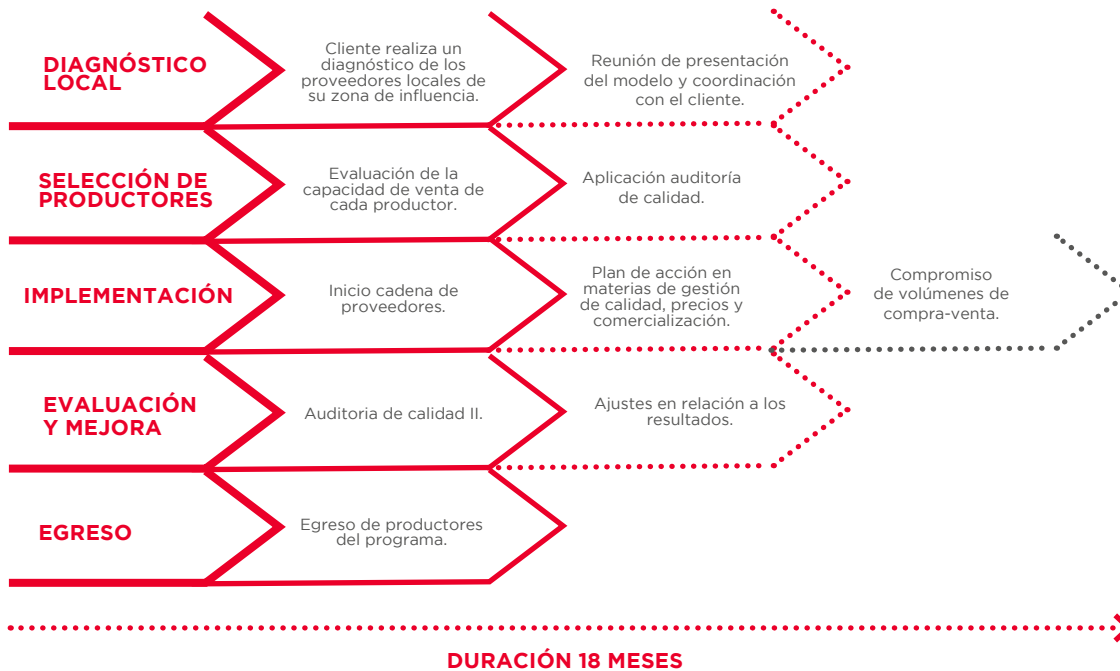 DIAGNÓSTICO
LOCAL
Cliente realiza un
diagnóstico de los
proveedores locales de
su zona de influencia.
Reunión de presentación
del modelo y coordinación
con el cliente.
SELECCIÓN DE
PRODUCTORES
Evaluación de la
capacidad de venta de
cada productor.
Aplicación auditoría
de calidad.
IMPLEMENTACIÓN
Inicio cadena de
proveedores.
Plan de acción en
materias de gestión
de calidad, precios y
comercialización.
Compromiso
de volúmenes de
compra-venta.
EVALUACIÓN
Y MEJORA
Auditoria de calidad II.
Ajustes en relación a los
resultados.
EGRESO
Egreso de productores
del programa.
DURACIÓN 18 MESES